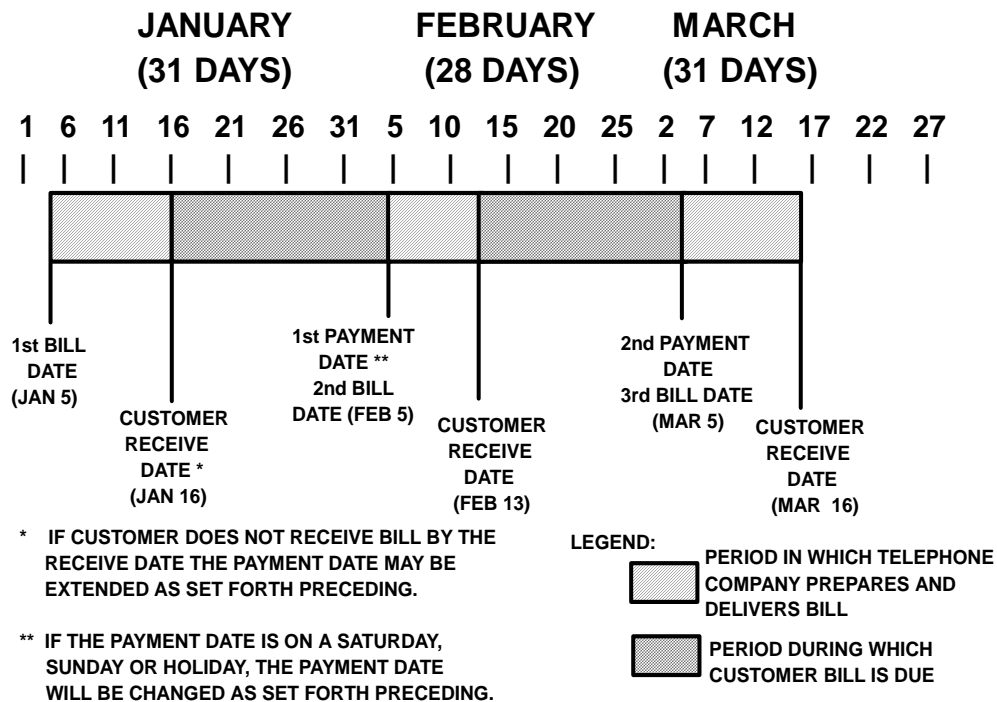 JANUARY FEBRUARY MARCH
(31 DAYS) (28 DAYS) (31 DAYS)
1 6 11 16 21 26 31 5 10 15 20 25 2 7 12 17 22 27
1st BILL
DATE
(JAN 5)
CUSTOMER
RECEIVE
DATE *
(JAN 16)
1st PAYMENT
DATE **
2nd BILL
DATE (FEB 5)
CUSTOMER
RECEIVE
DATE
(FEB 13)
2nd PAYMENT
DATE
3rd BILL DATE
(MAR 5)
CUSTOMER
RECEIVE
DATE
(MAR 16)
* IF CUSTOMER DOES NOT RECEIVE BILL BY THE
RECEIVE DATE THE PAYMENT DATE MAY BE
EXTENDED AS SET FORTH PRECEDING.
** IF THE PAYMENT DATE IS ON A SATURDAY,
SUNDAY OR HOLIDAY, THE PAYMENT DATE
WILL BE CHANGED AS SET FORTH PRECEDING.
LEGEND:
PERIOD IN WHICH TELEPHONE
COMPANY PREPARES AND
DELIVERS BILL
PERIOD DURING WHICH
CUSTOMER BILL IS DUE